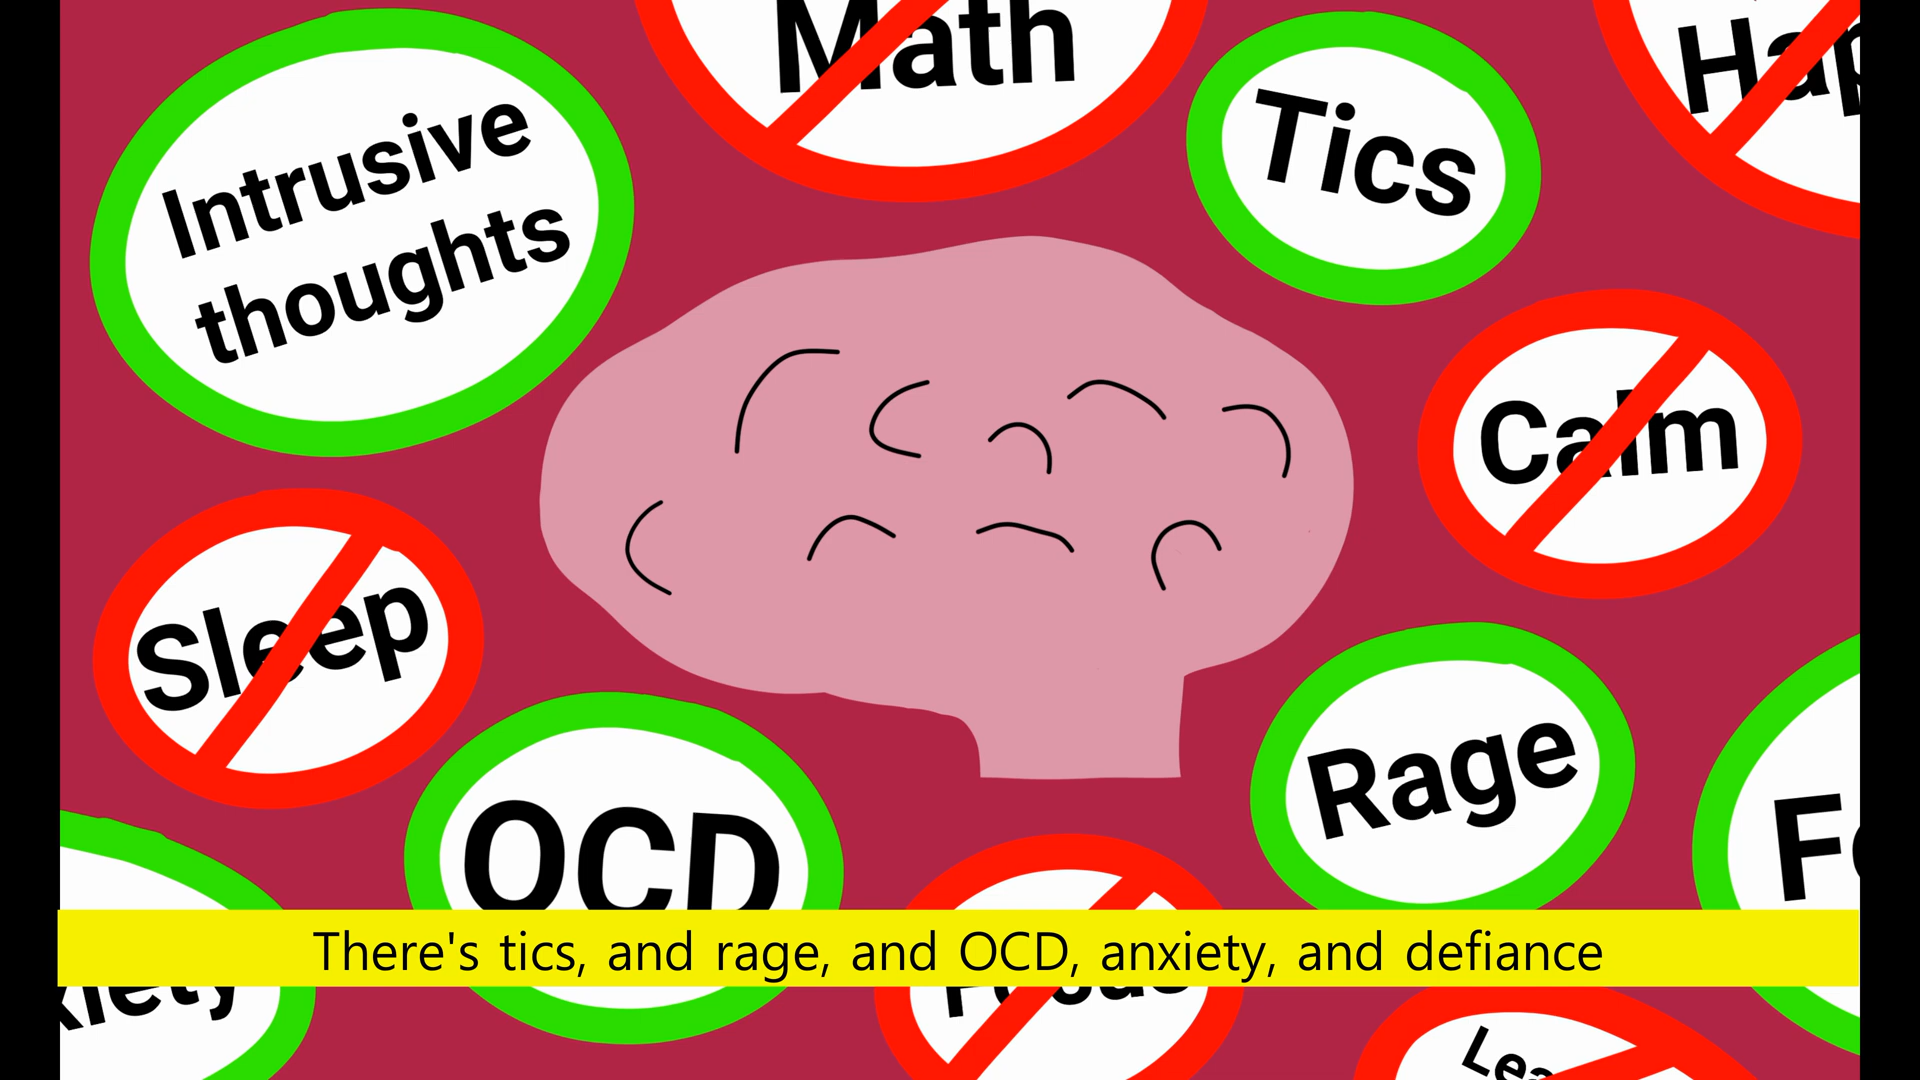 Math
Intrusive
thoughts
Tics
Calm
Sleep
Rage
OCD
There's tics, and rage, and OCD, anxiety, and defiance